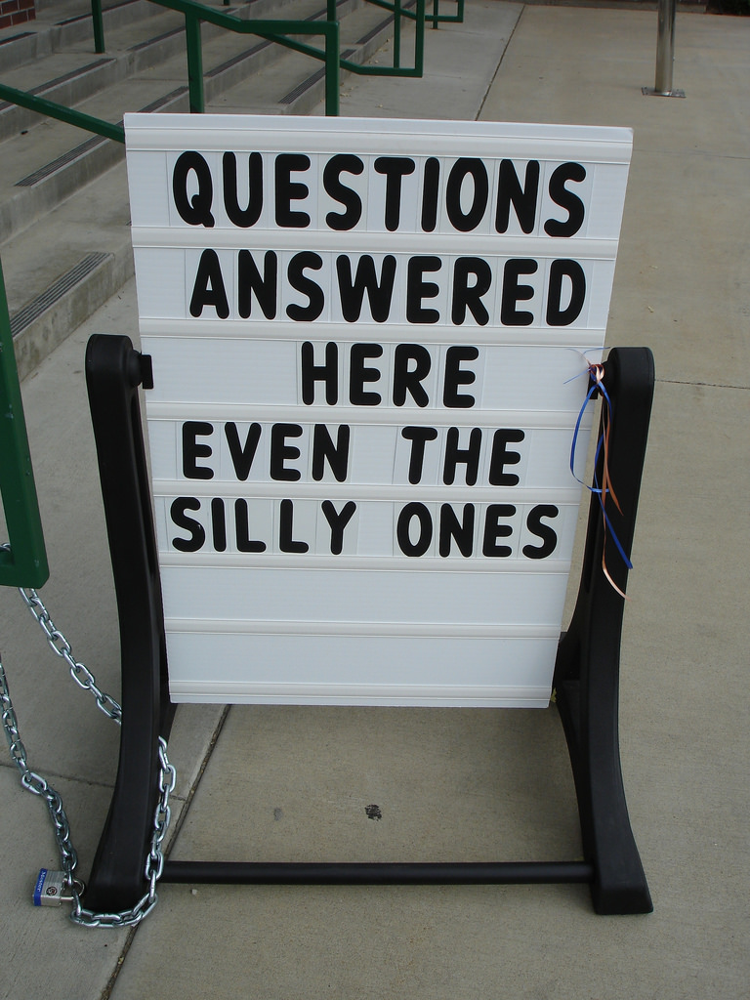 QUESTIONS
ANSWERED
HERE
EVEN THE
SILLY ONES